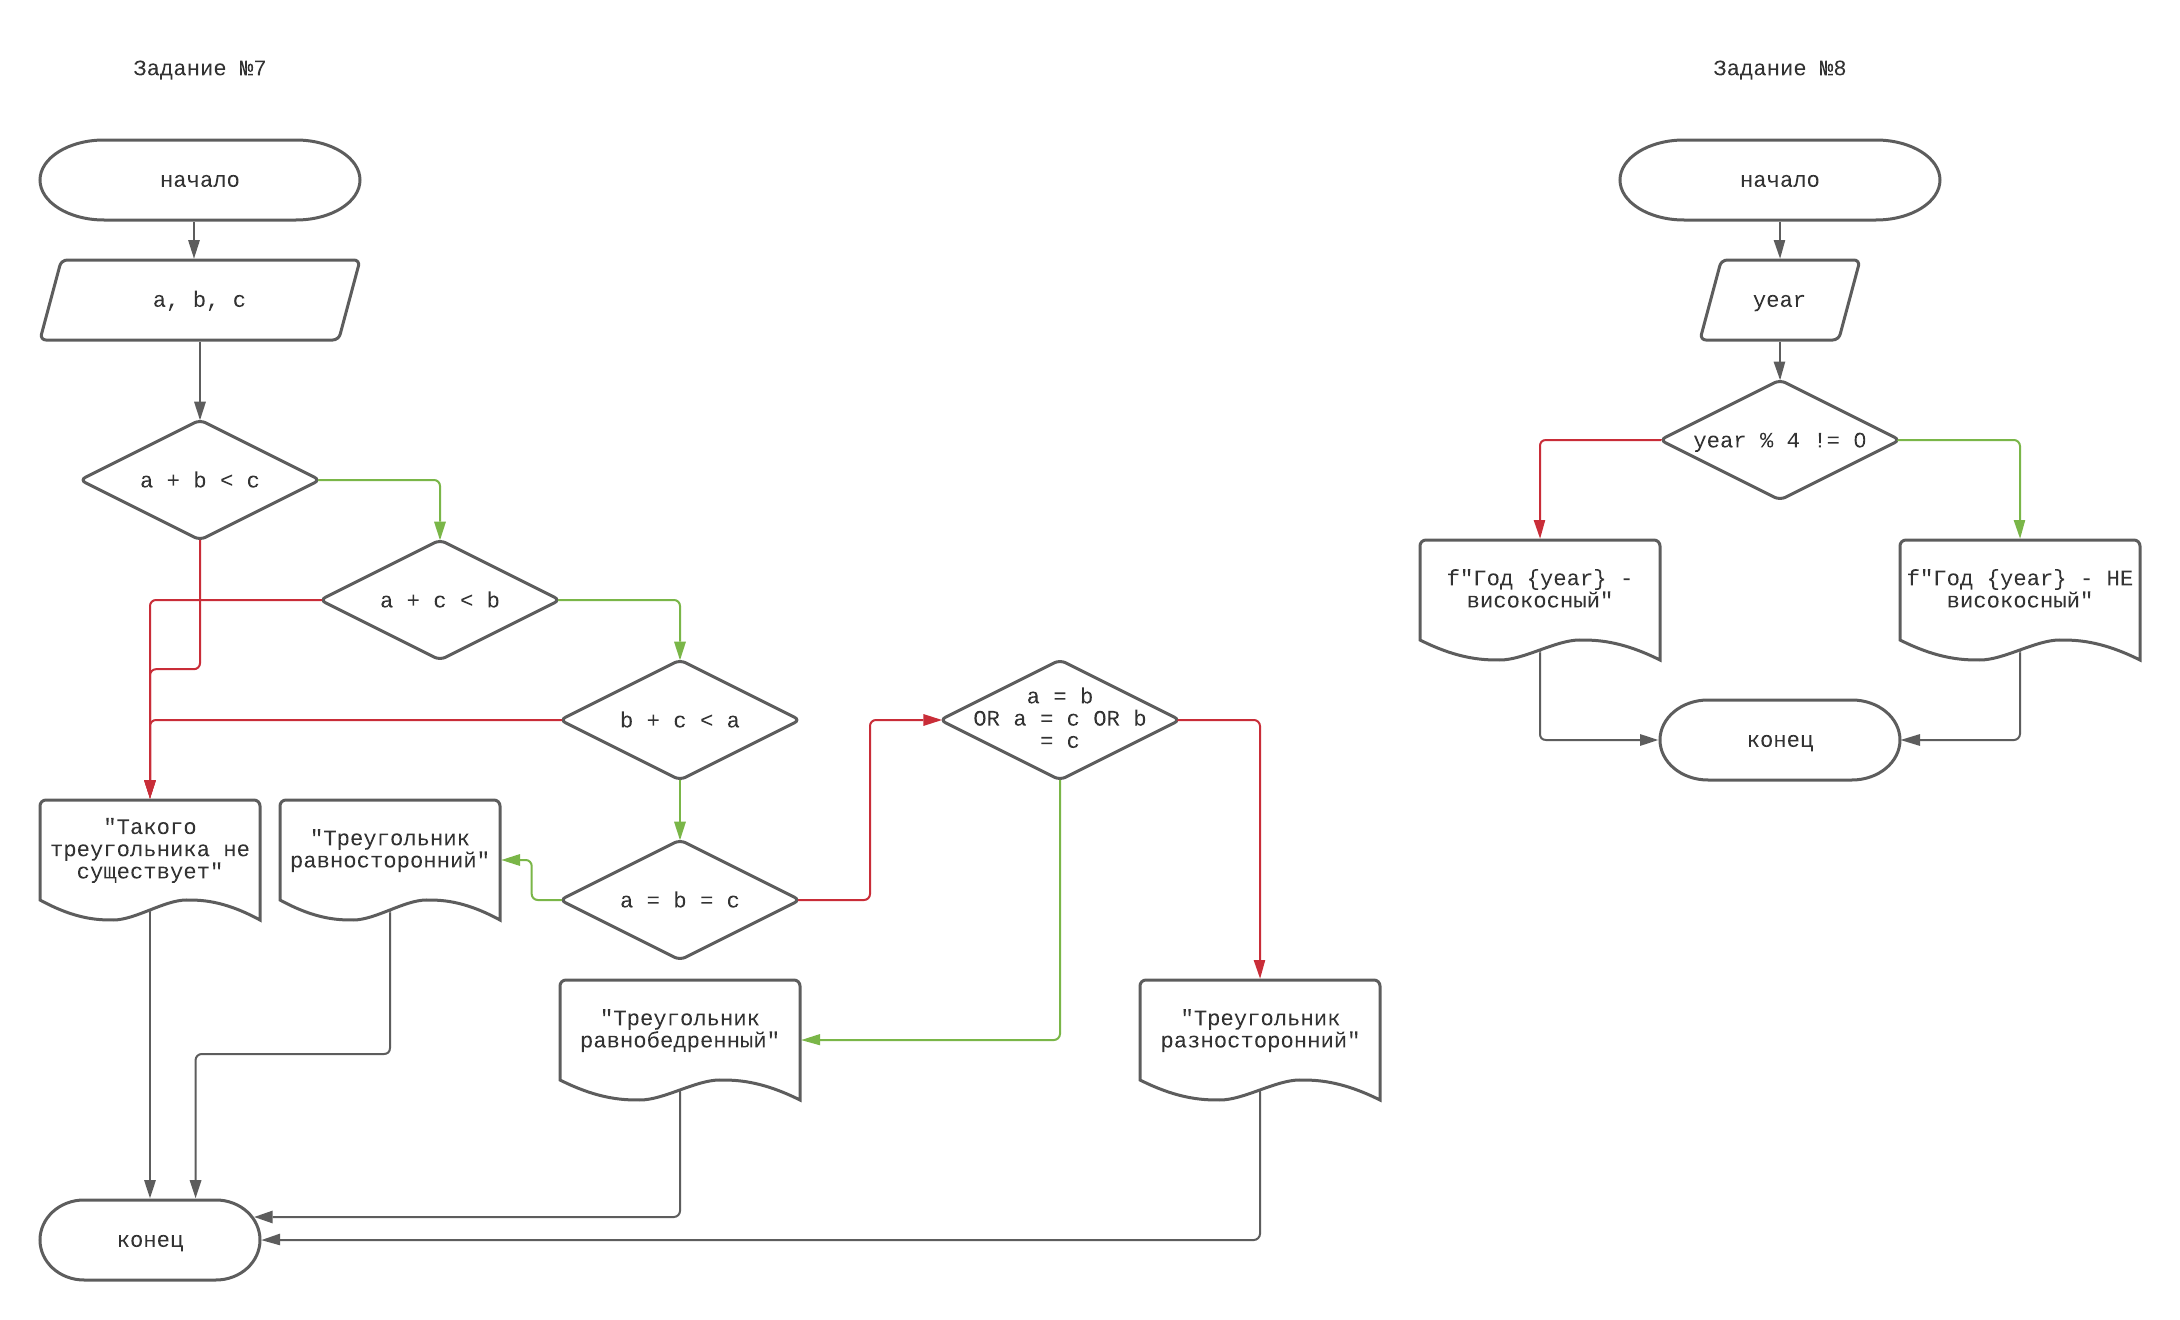 Задание №7
начало
a, b, c
a + b < c
a + c < b
b + c < a
a = b
OR a = c OR b
= c
"Такого
треугольника не
существует"
"Треугольник
равносторонний"
a = b = c
"Треугольник
равнобедренный"
"Треугольник
разносторонний"
конец
Задание №8
начало
year
year % 4 != 0
f"Год {year} -
високосный"
f"Год {year} - НЕ
високосный"
конец